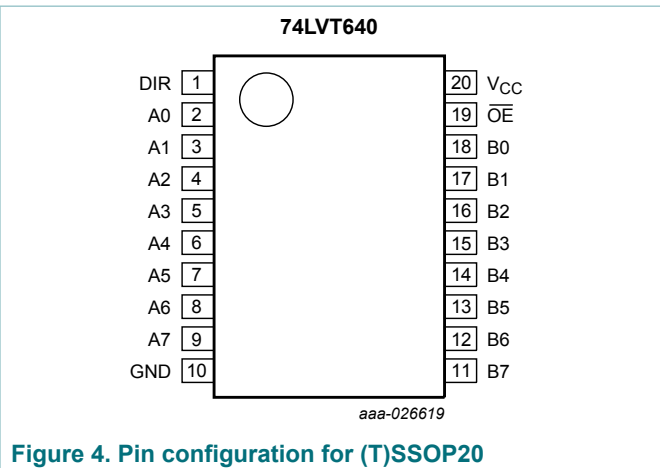 74LVT640
DIR 1 20 VCC
A0 2 19 O̅E̅
A1 3 18 B0
A2 4 17 B1
A3 5 16 B2
A4 6 15 B3
A5 7 14 B4
A6 8 13 B5
A7 9 12 B6
GND 10 11 B7
aaa-026619
Figure 4. Pin configuration for (T)SSOP20